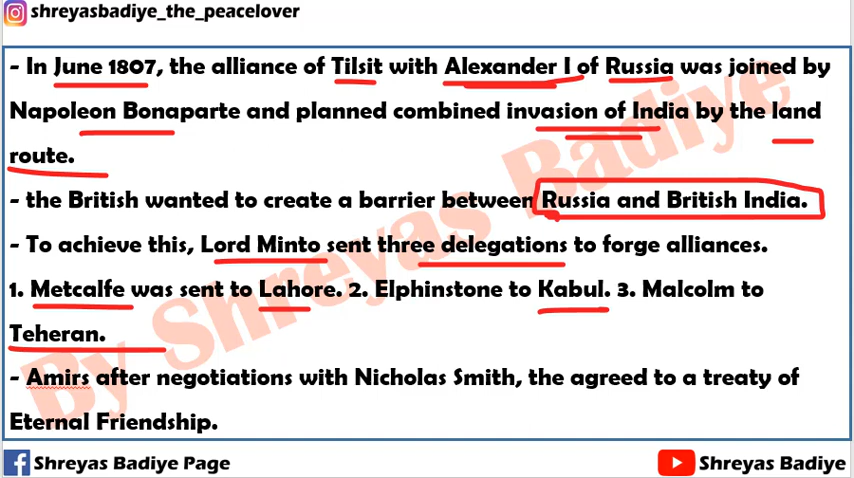 shreyasbadiye_the_peacelover
- In June 1807, the alliance of Tilsit with Alexander I of Russia was joined by
Napoleon Bonaparte and planned combined invasion of India by the land
route.
- the British wanted to create a barrier between Russia and British India.
- To achieve this, Lord Minto sent three delegations to forge alliances.
1. Metcalfe was sent to Lahore. 2. Elphinstone to Kabul. 3. Malcolm to
Teheran.
- Amirs after negotiations with Nicholas Smith, the agreed to a treaty of
Eternal Friendship.
By Shreyas Badiye
Shreyas Badiye Page
Shreyas Badiye